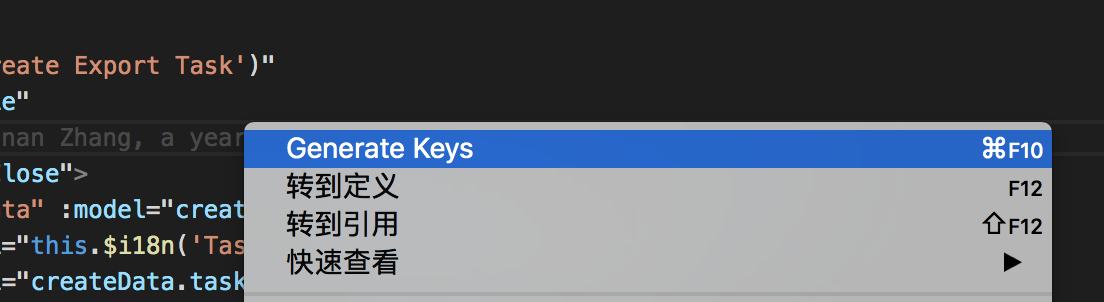 reate Export Task')"
e"
nan Zhang, a year
lose">
ta" :model="creat
="this.$i18n('Tas
="createData.task
Generate Keys ⌘F10
转到定义 F12
转到引用 ⇧F12
快速查看 ▶